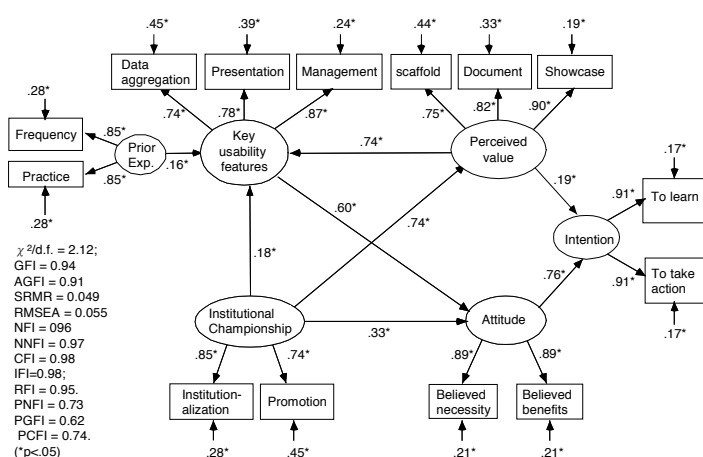 .45*
.39*
.24*
.44*
.33*
.19*
Data
aggregation
Presentation
Management
scaffold
Document
Showcase
.28*
.74*
.78*
.87*
.75*
.82*
.90*
Frequency
.85*
Prior
Exp.
.16*
Key
usability
features
.74*
Perceived
value
.17*
Practice
.85*
.19*
.91*
To learn
.28*
.60*
.74*
Intention
χ²/d.f. = 2.12;
GFI = 0.94
AGFI = 0.91
SRMR = 0.049
RMSEA = 0.055
NFI = 096
NNFI = 0.97
CFI = 0.98
IFI=0.98;
RFI = 0.95.
PNFI = 0.73
PGFI = 0.62
PCFI = 0.74.
(*p<.05)
.18*
.76*
.91*
To take
action
Institutional
Championship
.33*
Attitude
.17*
.85*
.74*
.89*
.89*
Institution-
alization
Promotion
Believed
necessity
Believed
benefits
.28*
.45*
.21*
.21*